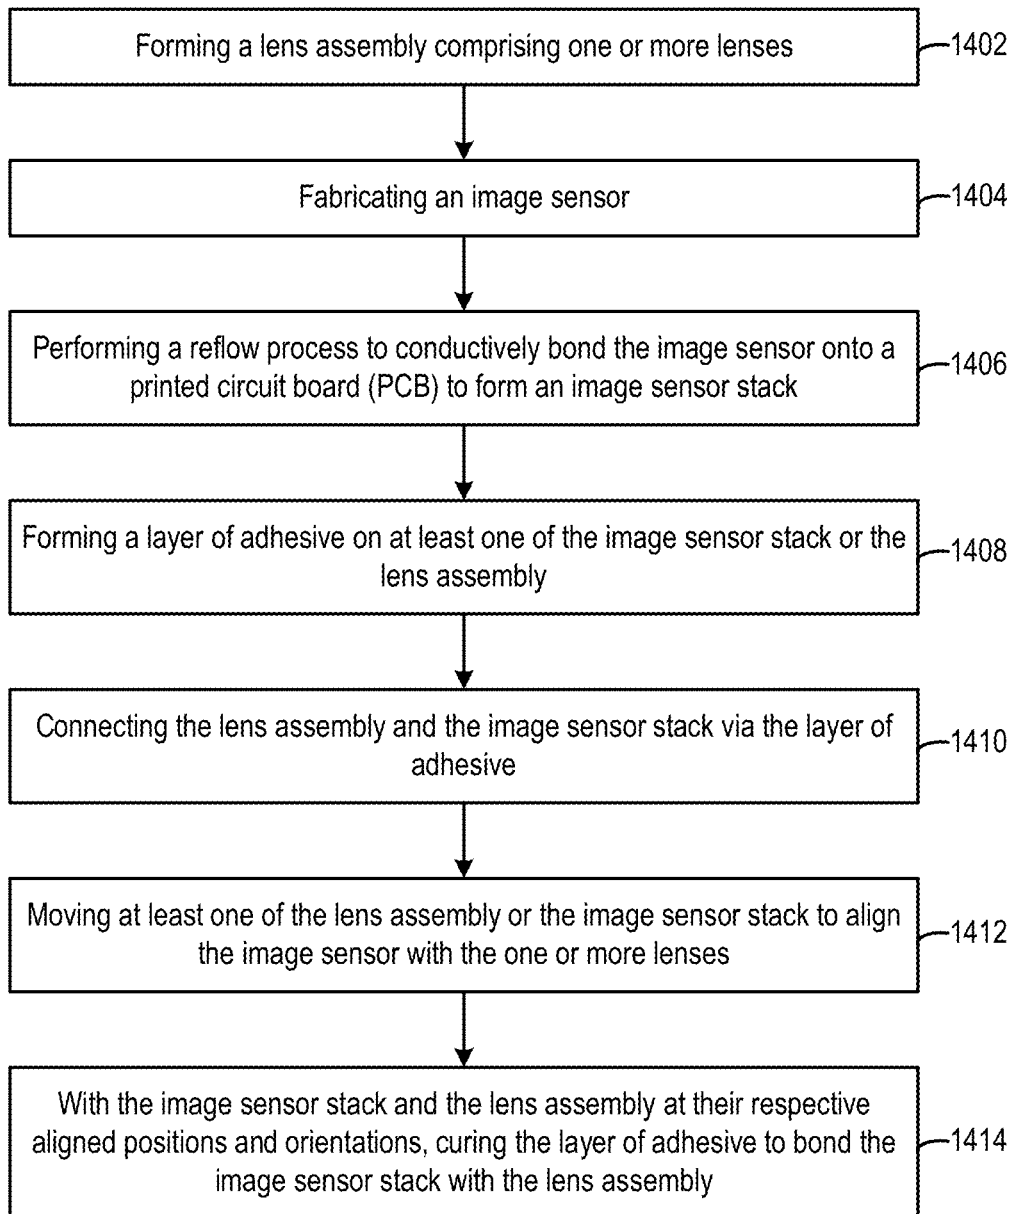 Forming a lens assembly comprising one or more lenses
1402
Fabricating an image sensor
1404
Performing a reflow process to conductively bond the image sensor onto a
printed circuit board (PCB) to form an image sensor stack
1406
Forming a layer of adhesive on at least one of the image sensor stack or the
lens assembly
1408
Connecting the lens assembly and the image sensor stack via the layer of
adhesive
1410
Moving at least one of the lens assembly or the image sensor stack to align
the image sensor with the one or more lenses
1412
With the image sensor stack and the lens assembly at their respective
aligned positions and orientations, curing the layer of adhesive to bond the
image sensor stack with the lens assembly
1414